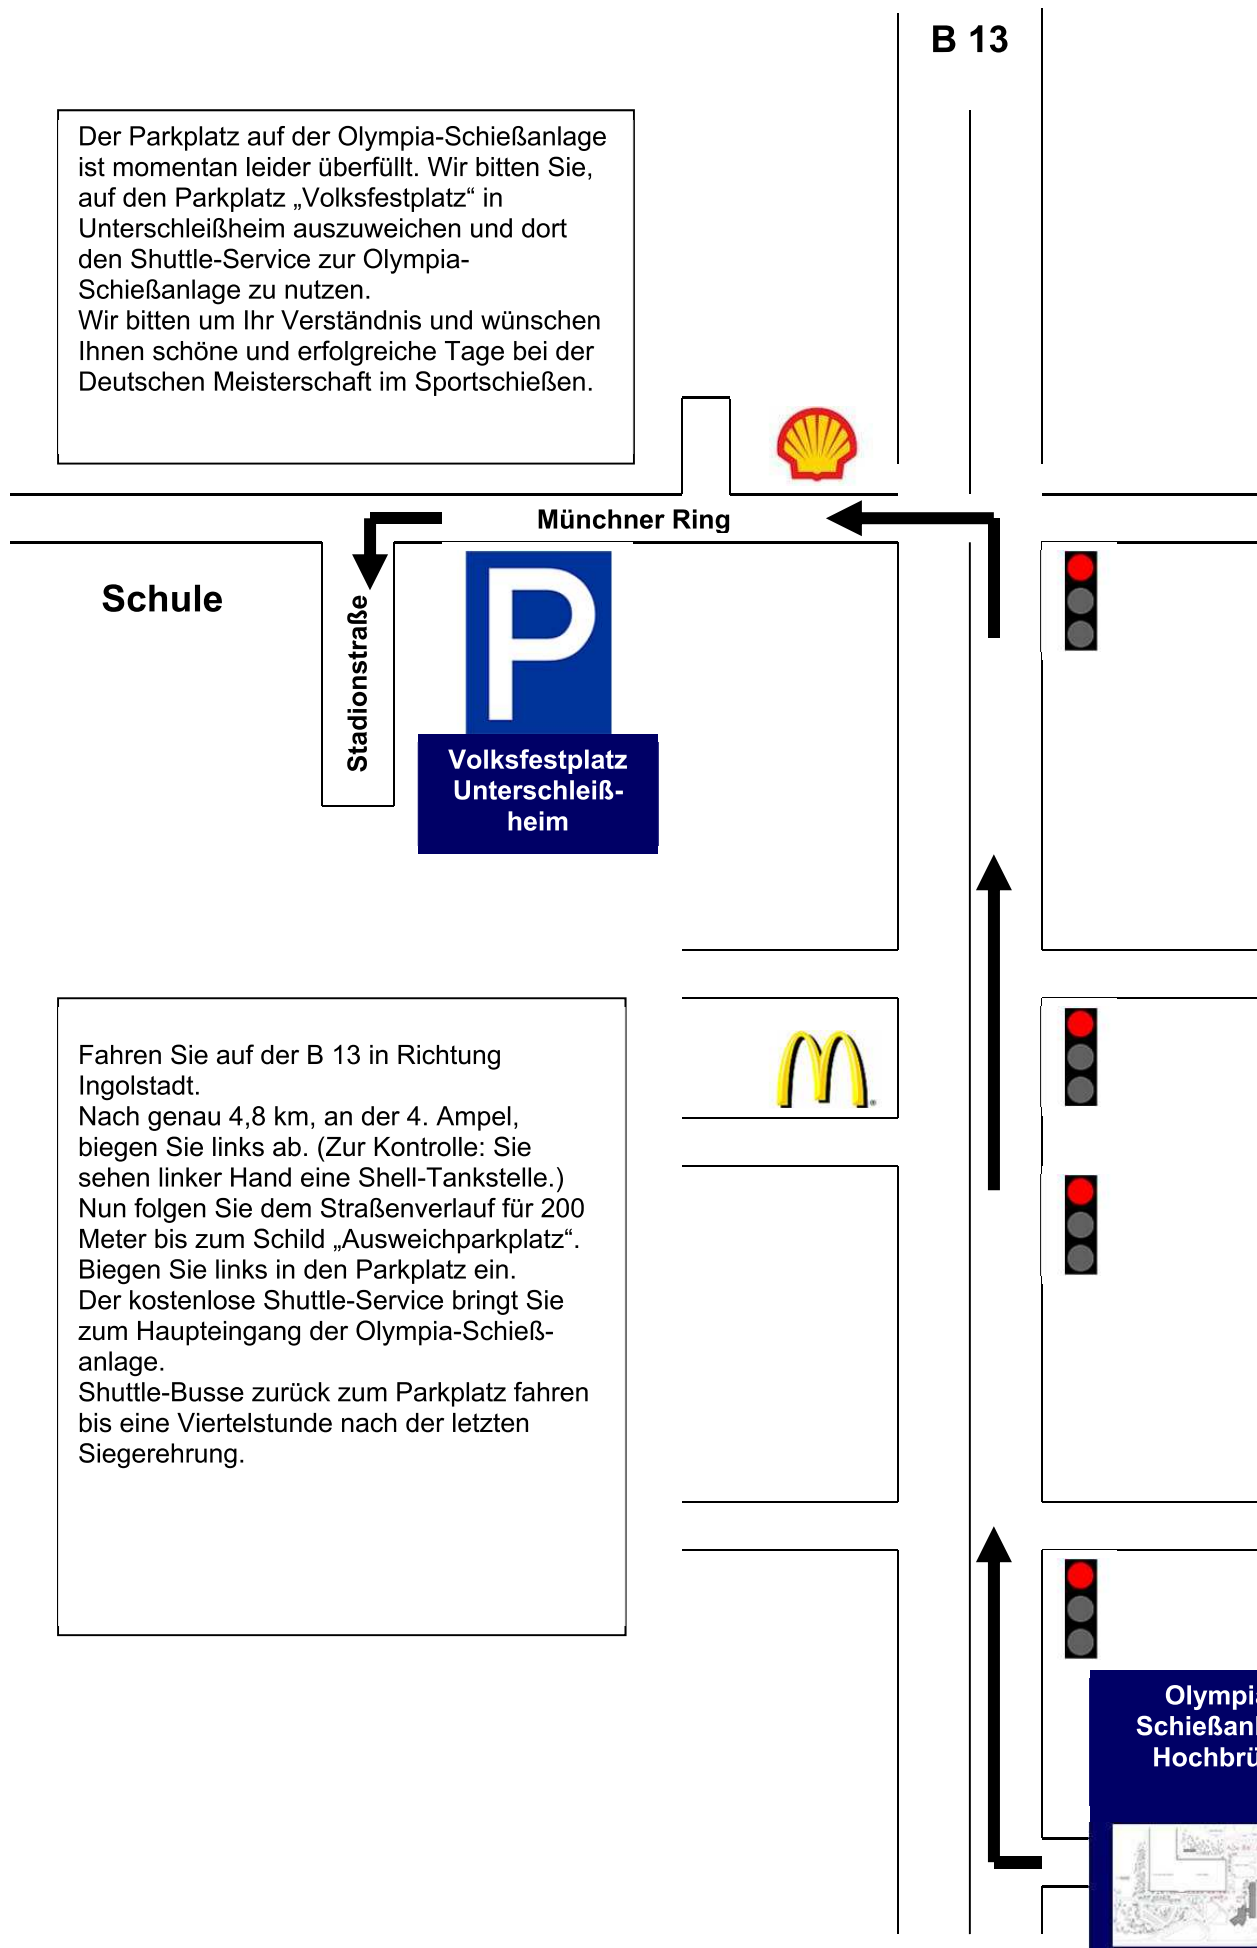 B 13
Der Parkplatz auf der Olympia-Schießanlage
ist momentan leider überfüllt. Wir bitten Sie,
auf den Parkplatz „Volksfestplatz“ in
Unterschleißheim auszuweichen und dort
den Shuttle-Service zur Olympia-
Schießanlage zu nutzen.
Wir bitten um Ihr Verständnis und wünschen
Ihnen schöne und erfolgreiche Tage bei der
Deutschen Meisterschaft im Sportschießen.
Münchner Ring
Schule
Stadionstraße
P
Volksfestplatz
Unterschleiß-
heim
Fahren Sie auf der B 13 in Richtung
Ingolstadt.
Nach genau 4,8 km, an der 4. Ampel,
biegen Sie links ab. (Zur Kontrolle: Sie
sehen linker Hand eine Shell-Tankstelle.)
Nun folgen Sie dem Straßenverlauf für 200
Meter bis zum Schild „Ausweichparkplatz“.
Biegen Sie links in den Parkplatz ein.
Der kostenlose Shuttle-Service bringt Sie
zum Haupteingang der Olympia-Schieß-
anlage.
Shuttle-Busse zurück zum Parkplatz fahren
bis eine Viertelstunde nach der letzten
Siegerehrung.
Olympi
Schießan
Hochbrü